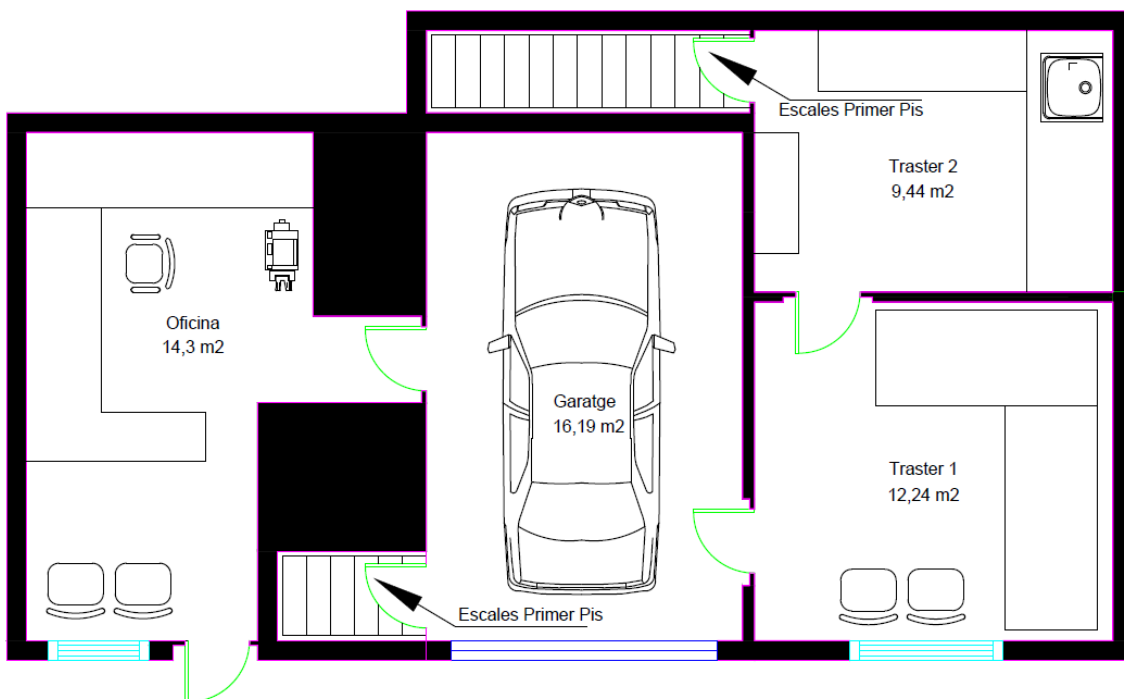 Escales Primer Pis
Traster 2
9,44 m2
Oficina
14,3 m2
Garatge
16,19 m2
Traster 1
12,24 m2
Escales Primer Pis